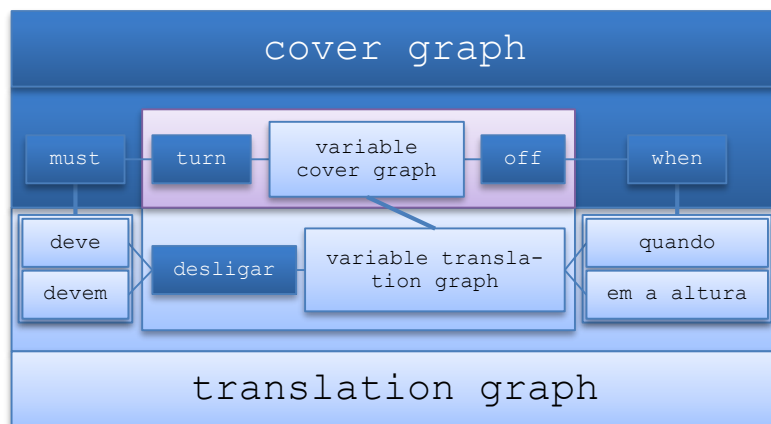 cover graph
must
turn
variable
cover graph
off
when
deve
devem
desligar
variable transla-
tion graph
quando
em a altura
translation graph